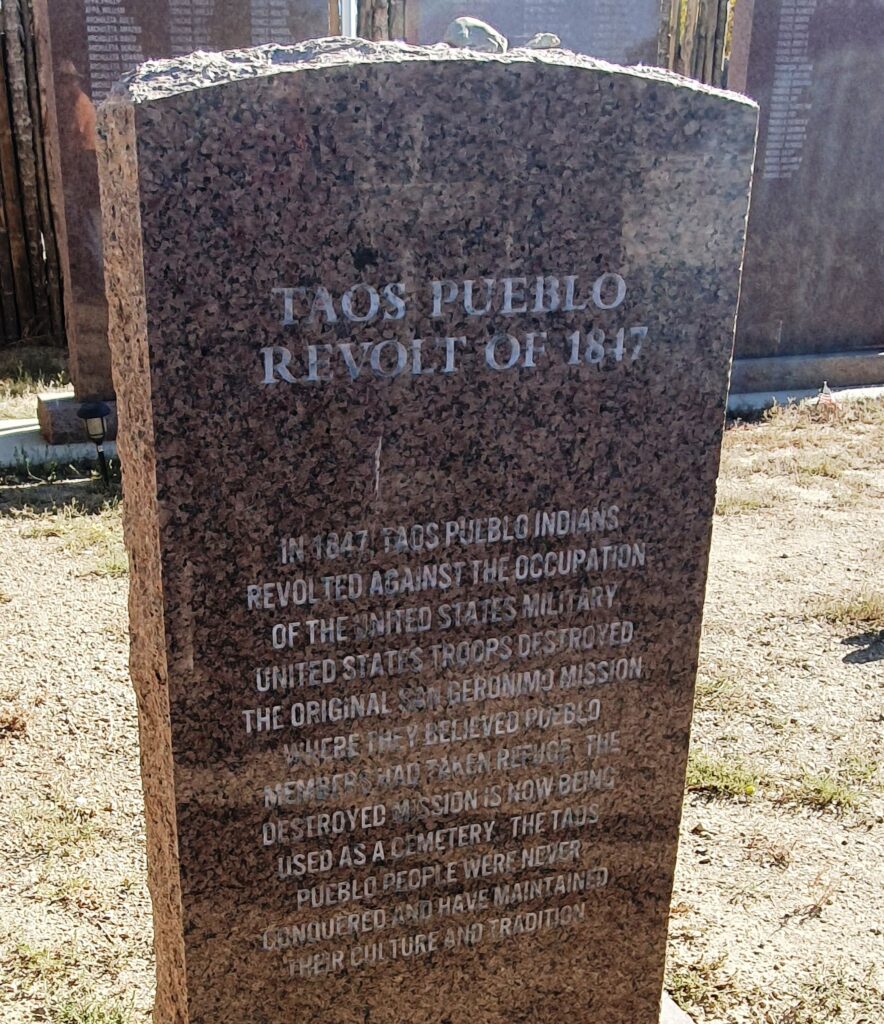 TAOS PUEBLO
REVOLT OF 1847
IN 1847, TAOS PUEBLO INDIANS
REVOLTED AGAINST THE OCCUPATION
OF THE UNITED STATES MILITARY
UNITED STATES TROOPS DESTROYED
THE ORIGINAL SAN GERONIMO MISSION
WHERE THEY BELIEVED PUEBLO
MEMBERS HAD TAKEN REFUGE. THE
DESTROYED MISSION IS NOW BEING
USED AS A CEMETERY. THE TAOS
PUEBLO PEOPLE WERE NEVER
CONQUERED AND HAVE MAINTAINED
THEIR CULTURE AND TRADITION